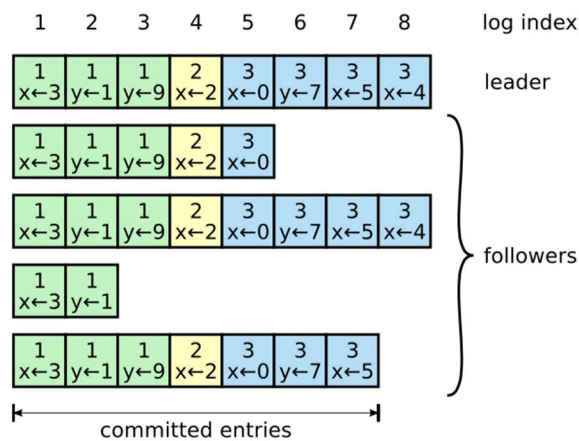 1 2 3 4 5 6 7 8 log index
1 1 1 2 3 3 3 3
x←3 y←1 y←9 x←2 x←0 y←7 x←5 x←4
leader
1 1 1 2 3
x←3 y←1 y←9 x←2 x←0
1 1 1 2 3 3 3 3
x←3 y←1 y←9 x←2 x←0 y←7 x←5 x←4
followers
1 1
x←3 y←1
1 1 1 2 3 3 3
x←3 y←1 y←9 x←2 x←0 y←7 x←5
committed entries